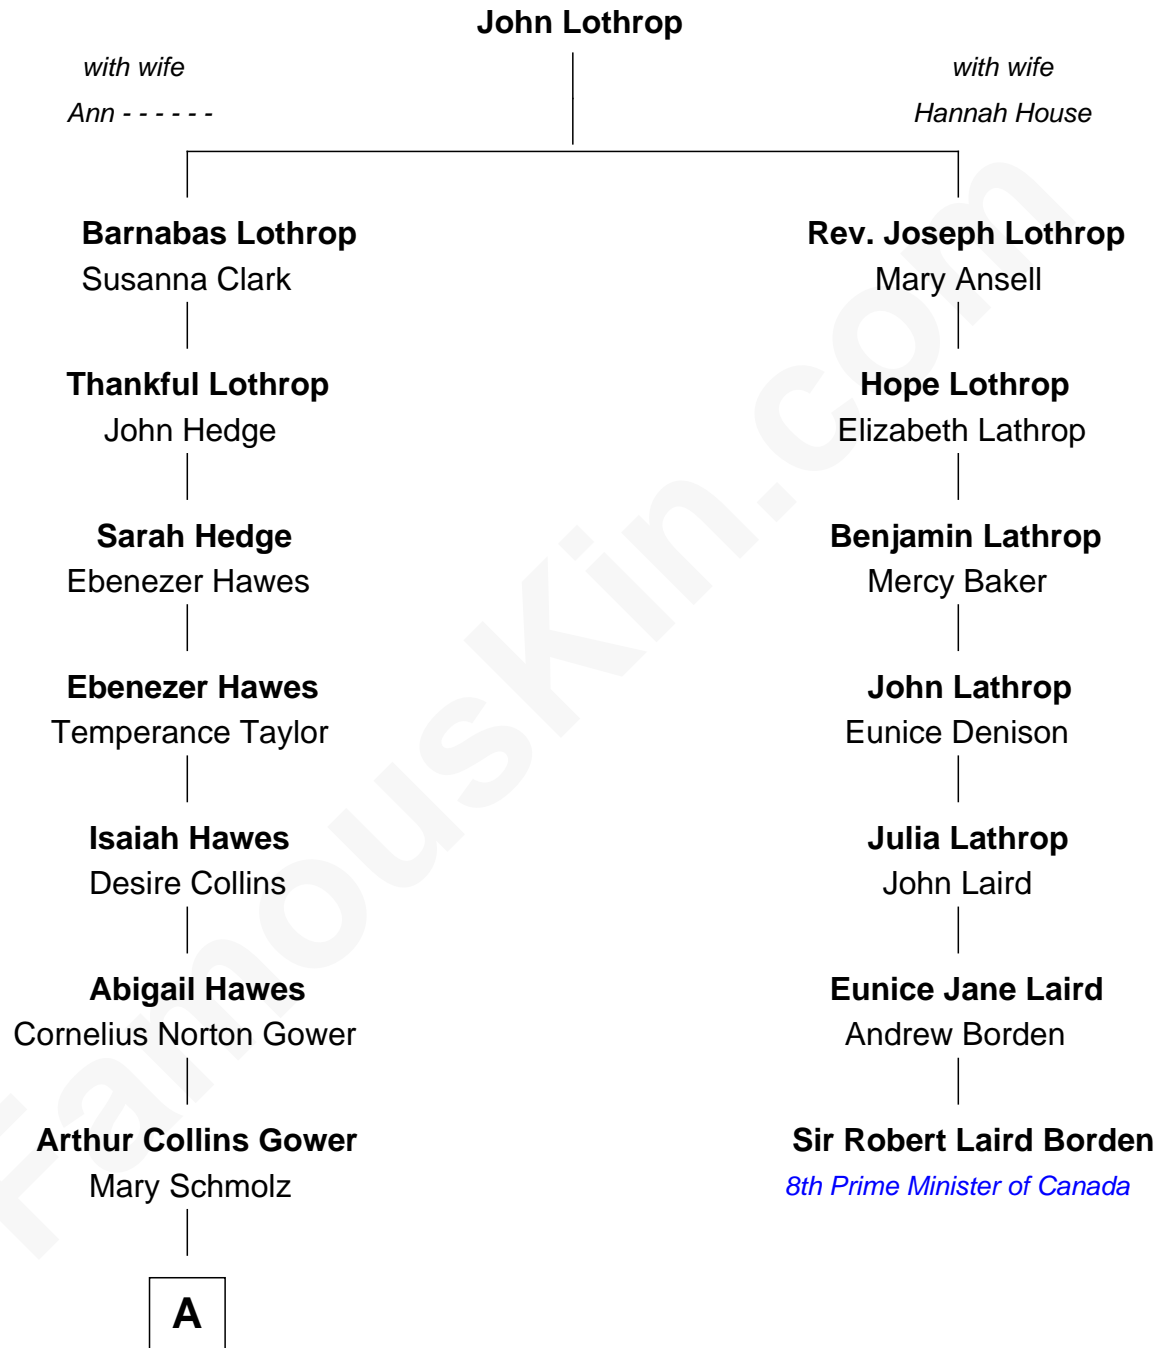 John Lothrop
with wife
Ann - - - - - -
with wife
Hannah House
Barnabas Lothrop
Susanna Clark
Rev. Joseph Lothrop
Mary Ansell
Thankful Lothrop
John Hedge
Hope Lothrop
Elizabeth Lathrop
Sarah Hedge
Ebenezer Hawes
Benjamin Lathrop
Mercy Baker
Ebenezer Hawes
Temperance Taylor
John Lathrop
Eunice Denison
Isaiah Hawes
Desire Collins
Julia Lathrop
John Laird
Abigail Hawes
Cornelius Norton Gower
Eunice Jane Laird
Andrew Borden
Arthur Collins Gower
Mary Schmolz
Sir Robert Laird Borden
8th Prime Minister of Canada
A
FamousKin.com